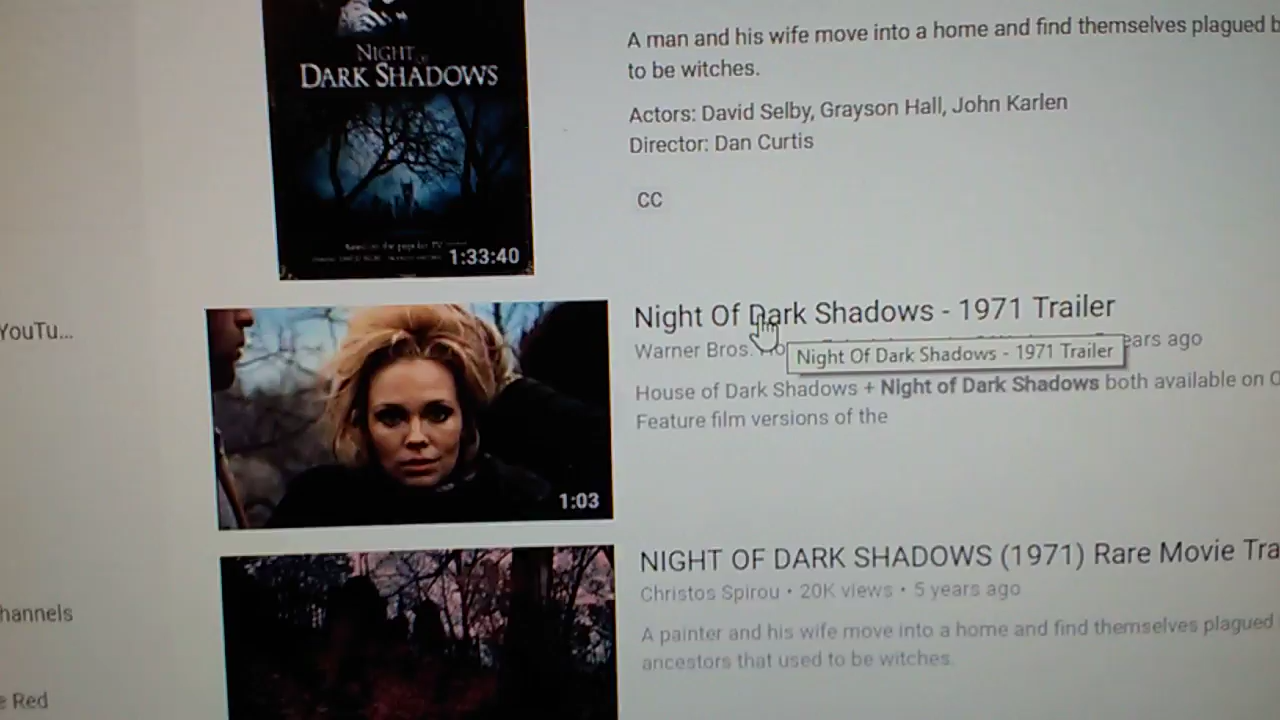 NIGHT OF
DARK SHADOWS
1:33:40
A man and his wife move into a home and find themselves plagued b
to be witches.
Actors: David Selby, Grayson Hall, John Karlen
Director: Dan Curtis
CC
YouTu...
Night Of Dark Shadows - 1971 Trailer
Warner Bros. Ho
ears ago
Night Of Dark Shadows - 1971 Trailer
House of Dark Shadows + Night of Dark Shadows both available on
Feature film versions of the
1:03
NIGHT OF DARK SHADOWS (1971) Rare Movie Tra
Christos Spirou • 20K views • 5 years ago
A painter and his wife move into a home and find themselves plagued
ancestors that used to be witches.
hannels
e Red